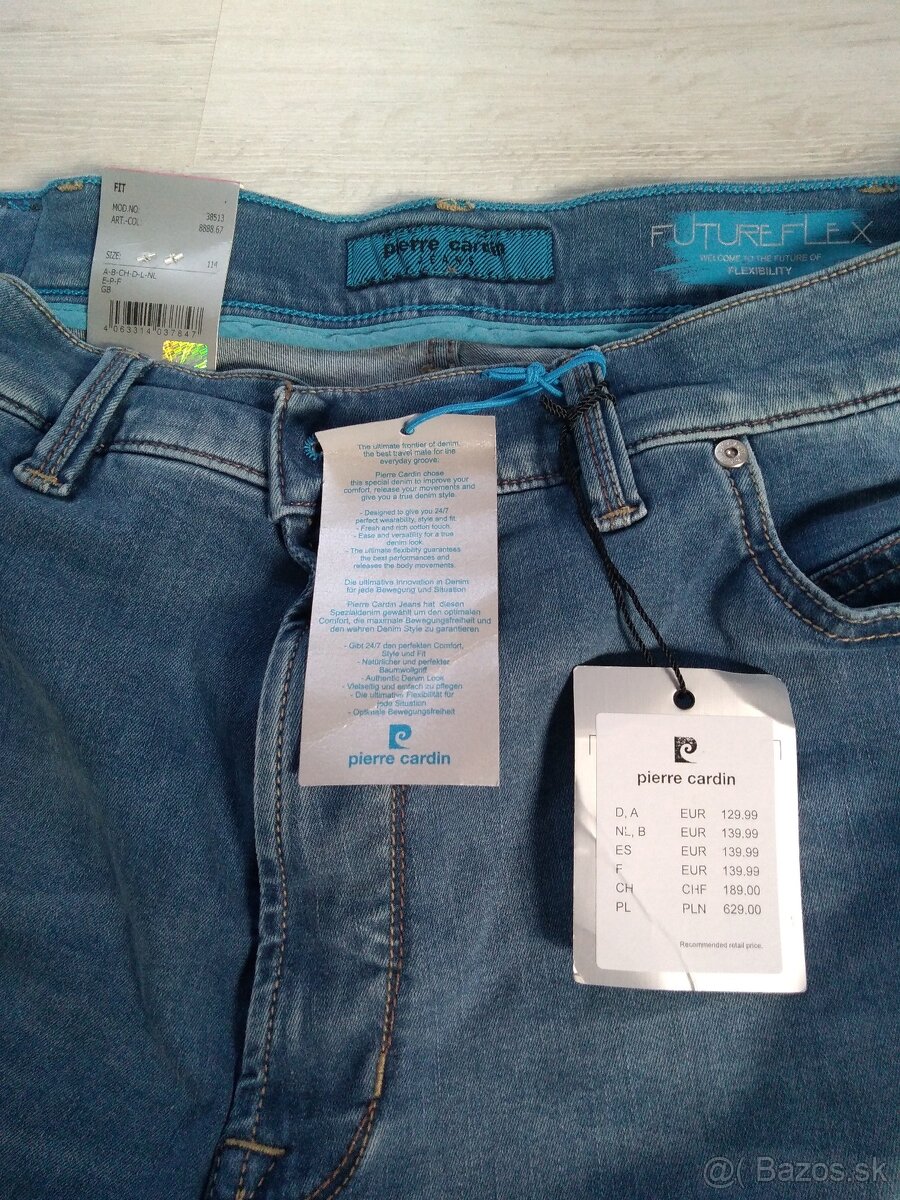 FIT
MOD.NO 38513
ART.-COL: 8888.67
SIZE: 114
A-B-CH-D-L-NL
E-P-F
GB
4 063314 037847
pierre cardin
JEANS
FUTUREFLEX
WELCOME TO THE FUTURE OF
FLEXIBILITY
The ultimate frontier of denim,
the best travel mate for the
everyday groove.
Pierre Cardin chose
this special denim to improve your
comfort, release your movements and
give you a true denim style.
- Designed to give you 24/7
perfect wearability, style and fit.
- Fresh and rich cotton touch.
- Ease and versatility for a true
denim look.
- The ultimate flexibility guarantees
the best performances and
releases the body movements.
Die ultimative Innovation in Denim
für jede Bewegung und Situation
Pierre Cardin Jeans hat diesen
Spezialdenim gewählt um den optimalen
Comfort, die maximale Bewegungsfreiheit und
den wahren Denim Style zu garantieren
- Gibt 24/7 den perfekten Comfort,
Style und Fit
- Natürlicher und perfekter
Baumwollgriff
- Authentic Denim Look
- Vielseitig und einfach zu pflegen
- Die ultimative Flexibilität für
jede Situation
- Optimale Bewegungsfreiheit
pierre cardin
pierre cardin
D, A EUR 129.99
NL, B EUR 139.99
ES EUR 139.99
F EUR 139.99
CH CHF 189.00
PL PLN 629.00
Recommended retail price.
@( Bazos.sk